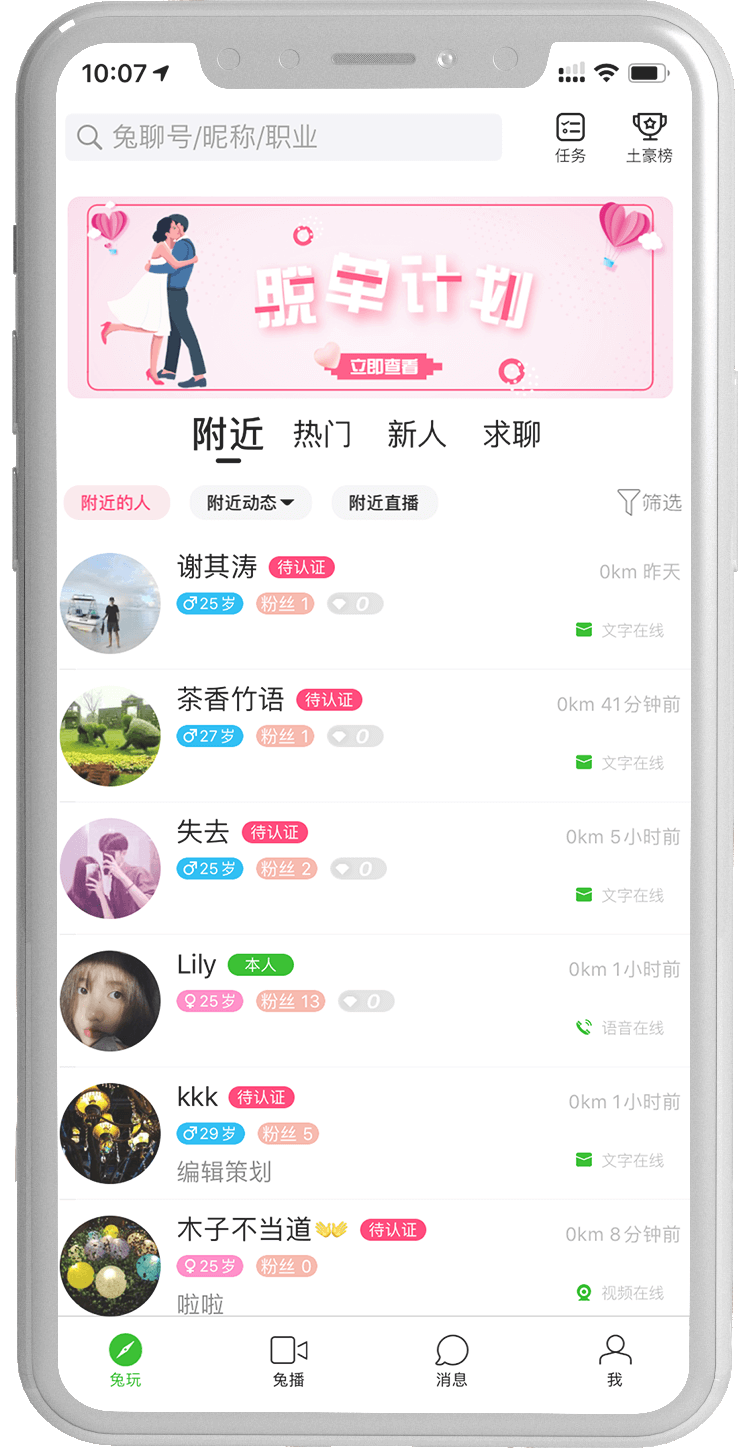 10:07
兔聊号/昵称/职业
任务
土豪榜
脱单计划
立即查看
附近 热门 新人 求聊
附近的人 附近动态 附近直播 筛选
谢其涛 待认证 0km 昨天
♂25岁 粉丝 1 0
文字在线
茶香竹语 待认证 0km 41分钟前
♂27岁 粉丝 1 0
文字在线
失去 待认证 0km 5小时前
♂25岁 粉丝 2 0
文字在线
Lily 本人 0km 1小时前
♀25岁 粉丝 13 0
语音在线
kkk 待认证 0km 1小时前
♂29岁 粉丝 5
文字在线
编辑策划
木子不当道👐 待认证 0km 8分钟前
♀25岁 粉丝 0
视频在线
啦啦
兔玩 兔播 消息 我